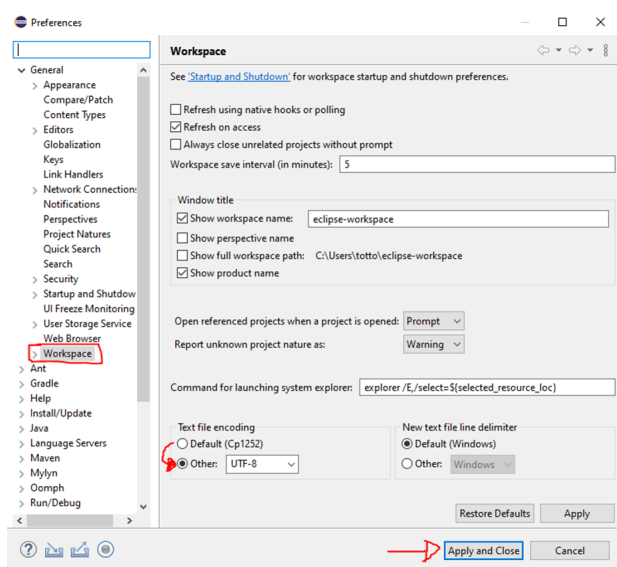 Preferences
Workspace
General
Appearance
Compare/Patch
Content Types
Editors
Globalization
Keys
Link Handlers
Network Connection:
Notifications
Perspectives
Project Natures
Quick Search
Search
Security
Startup and Shutdow
UI Freeze Monitoring
User Storage Service
Web Browser
Workspace
Ant
Gradle
Help
Install/Update
Java
Language Servers
Maven
Mylyn
Oomph
Run/Debug
See 'Startup and Shutdown' for workspace startup and shutdown preferences.
Refresh using native hooks or polling
Refresh on access
Always close unrelated projects without prompt
Workspace save interval (in minutes): 5
Window title
Show workspace name: eclipse-workspace
Show perspective name
Show full workspace path: C:\Users\totto\eclipse-workspace
Show product name
Open referenced projects when a project is opened: Prompt
Report unknown project nature as: Warning
Command for launching system explorer: explorer /E,/select=${selected_resource_loc}
Text file encoding
Default (Cp1252)
Other: UTF-8
New text file line delimiter
Default (Windows)
Other: Windows
Restore Defaults Apply
Apply and Close Cancel